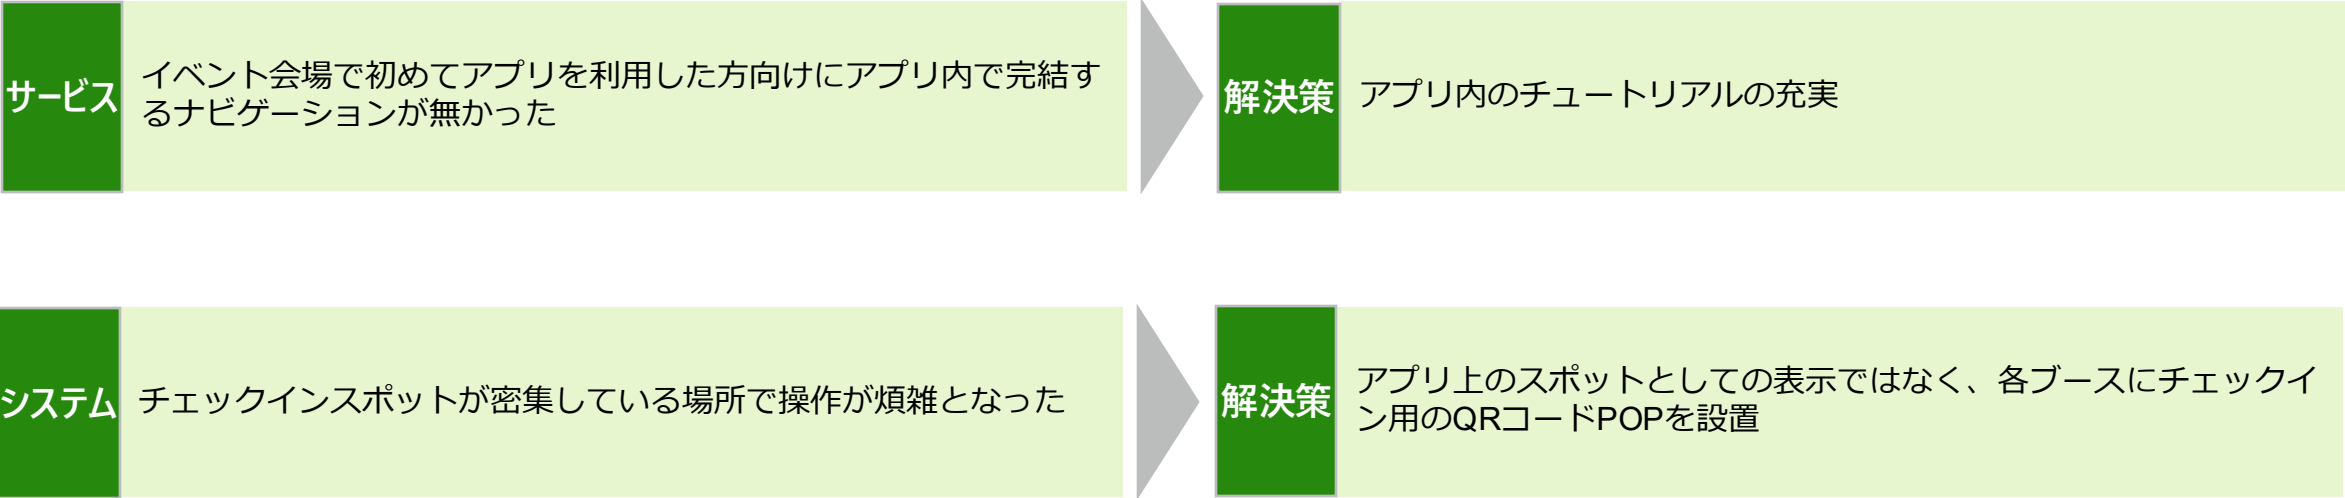 サービス
イベント会場で初めてアプリを利用した方向けにアプリ内で完結す
るナビゲーションが無かった
解決策
アプリ内のチュートリアルの充実
システム
チェックインスポットが密集している場所で操作が煩雑となった
解決策
アプリ上のスポットとしての表示ではなく、各ブースにチェックイ
ン用のQRコードPOPを設置